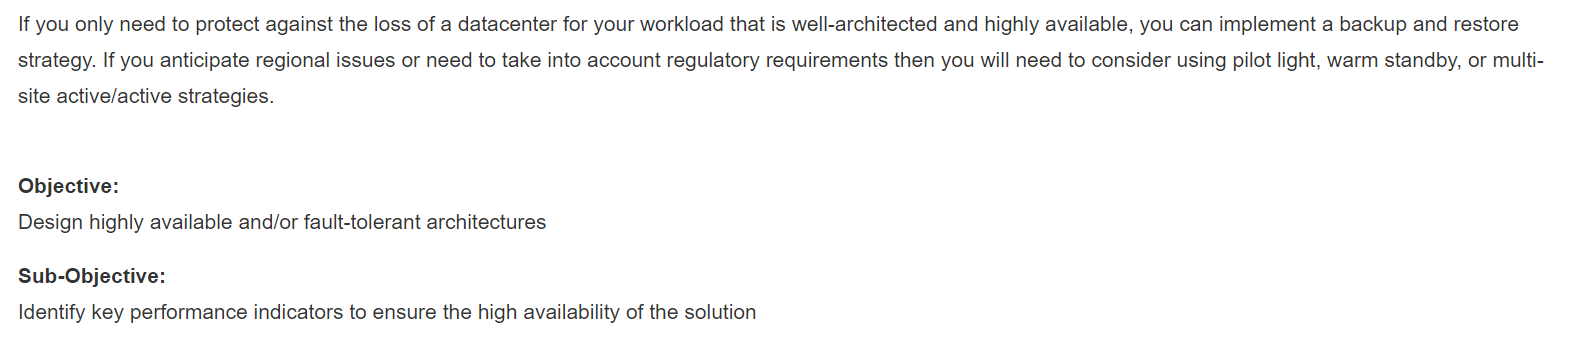 If you only need to protect against the loss of a datacenter for your workload that is well-architected and highly available, you can implement a backup and restore
strategy. If you anticipate regional issues or need to take into account regulatory requirements then you will need to consider using pilot light, warm standby, or multi-
site active/active strategies.
Objective:
Design highly available and/or fault-tolerant architectures
Sub-Objective:
Identify key performance indicators to ensure the high availability of the solution